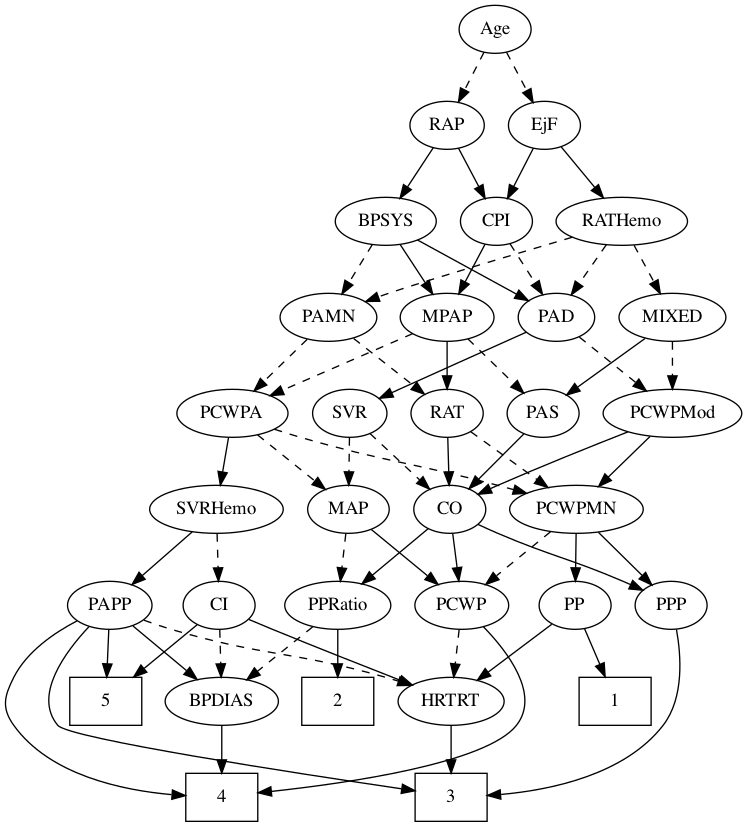 Age
RAP EjF
BPSYS CPI RATHemo
PAMN MPAP PAD MIXED
PCWPA SVR RAT PAS PCWPMod
SVRHemo MAP CO PCWPMN
PAPP CI PPRatio PCWP PP PPP
5 BPDIAS 2 HRTRT 1
4 3